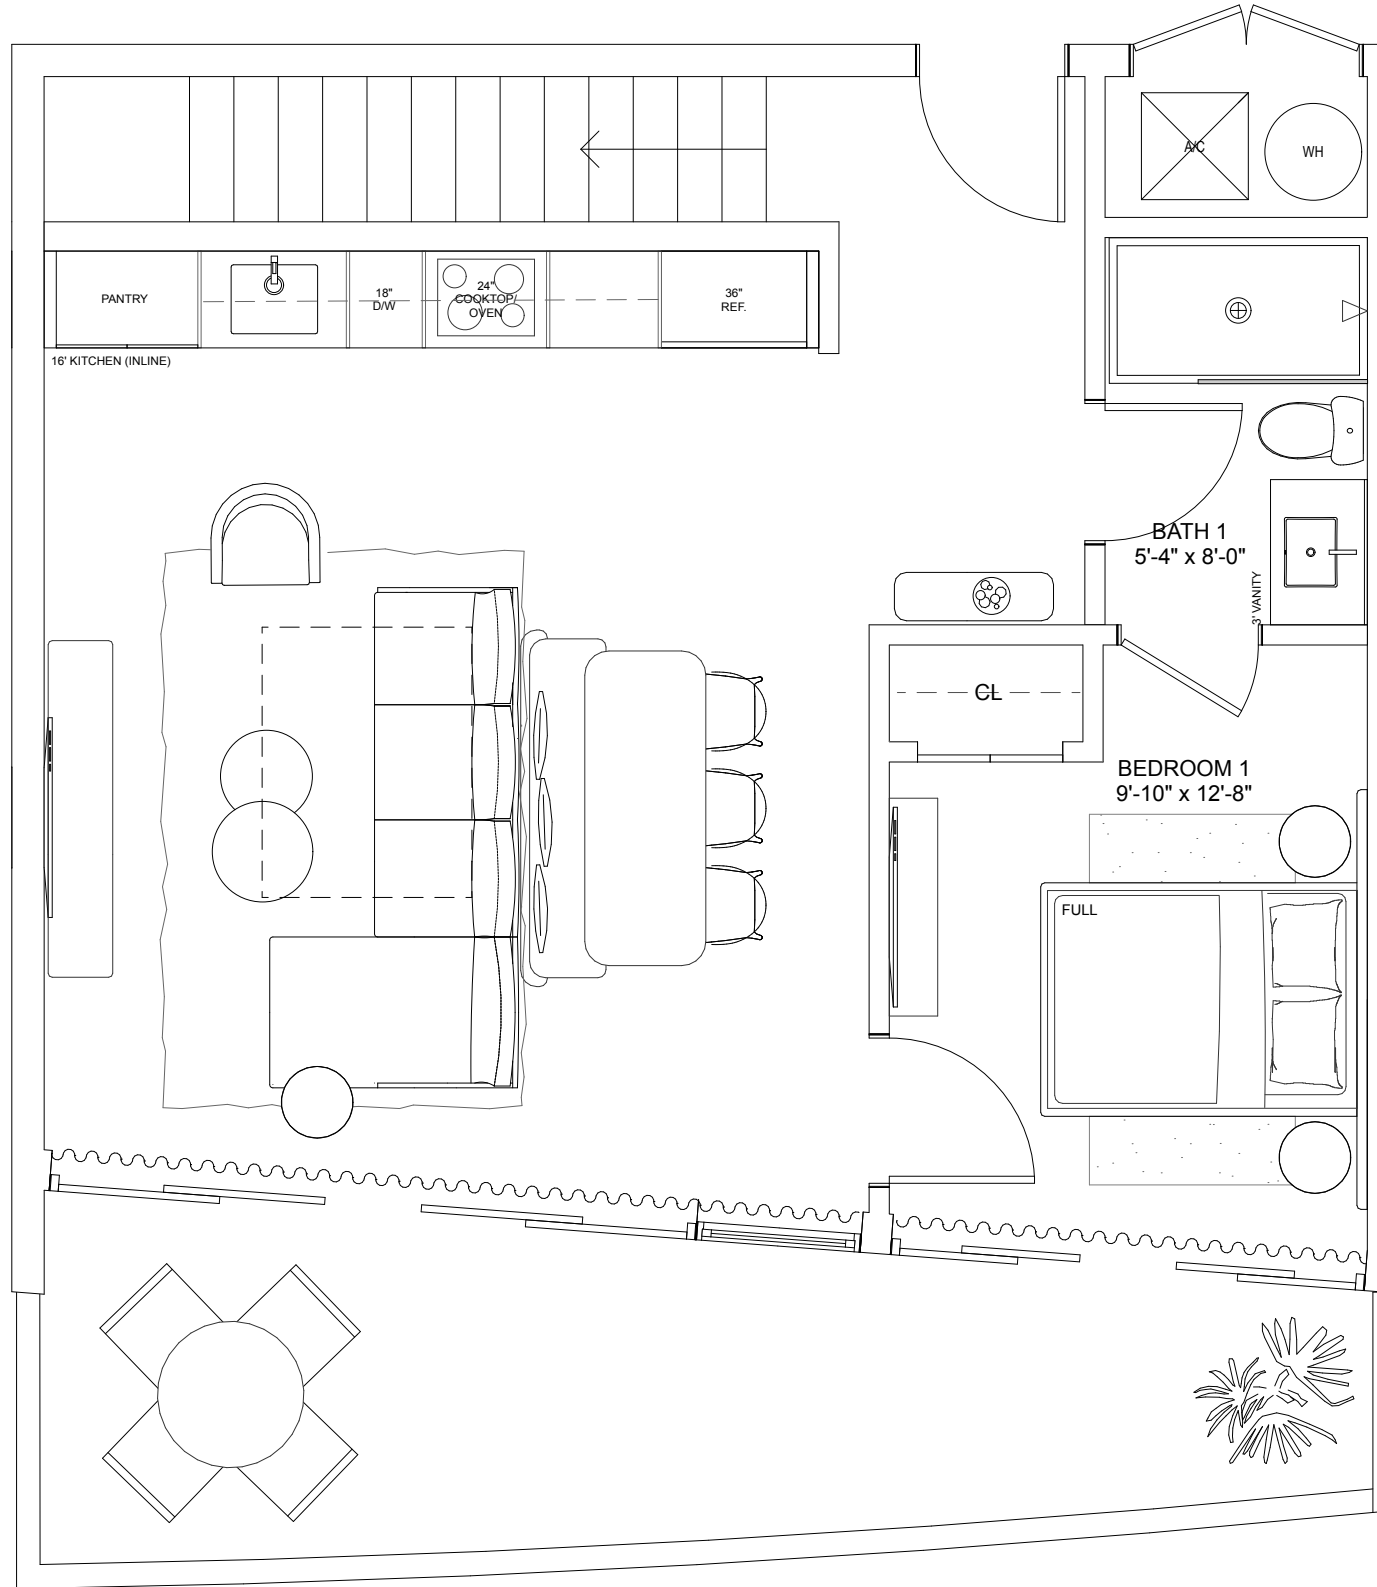 A/C
WH
PANTRY
18"
D/W
24"
COOKTOP/
OVEN
36"
REF.
16' KITCHEN (INLINE)
BATH 1
5'-4" x 8'-0"
3' VANITY
CL
BEDROOM 1
9'-10" x 12'-8"
FULL